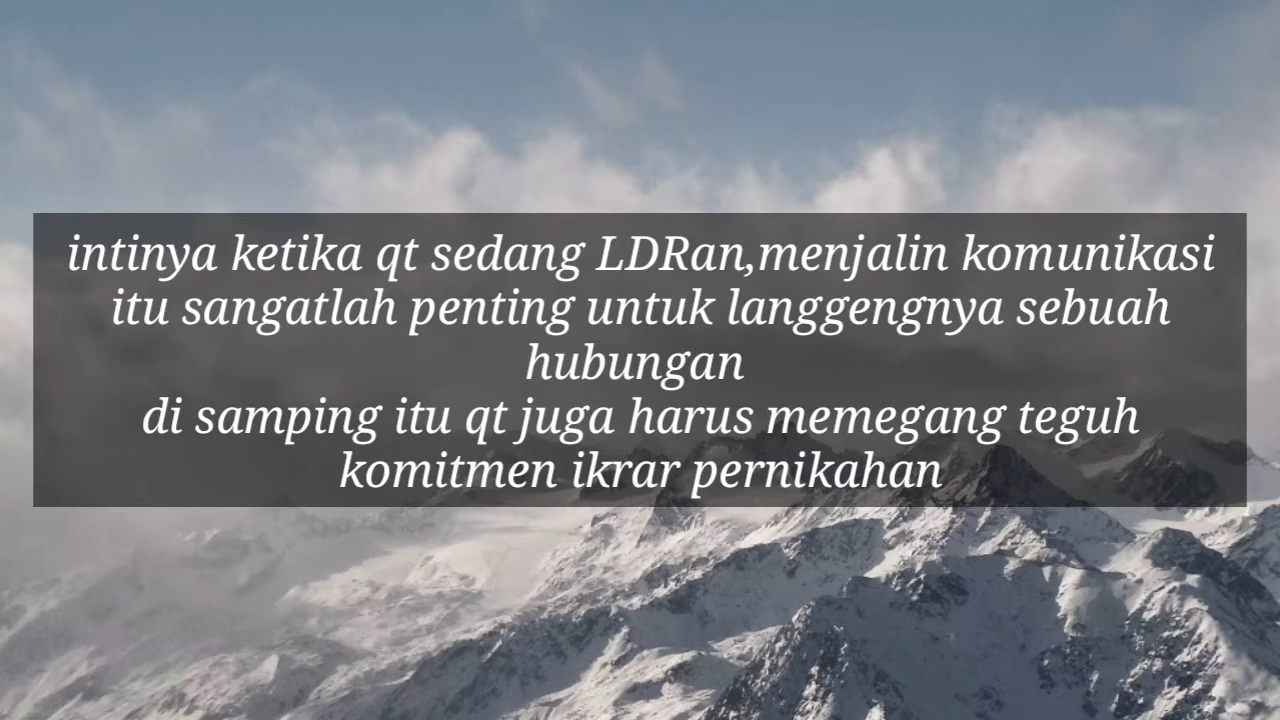 intinya ketika qt sedang LDRan,menjalin komunikasi
itu sangatlah penting untuk langgengnya sebuah
hubungan
di samping itu qt juga harus memegang teguh
komitmen ikrar pernikahan